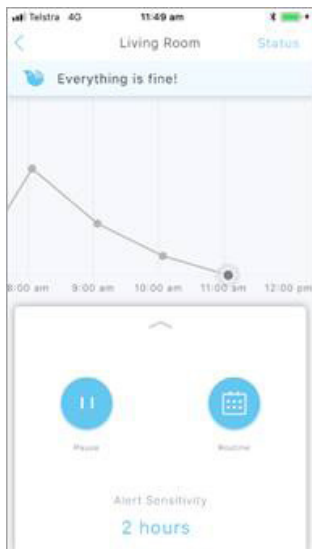 Telstra 4G 11:49 am
Living Room Status
Everything is fine!
8:00 am 9:00 am 10:00 am 11:00 am 12:00 pm
Pause Routine
Alert Sensitivity
2 hours